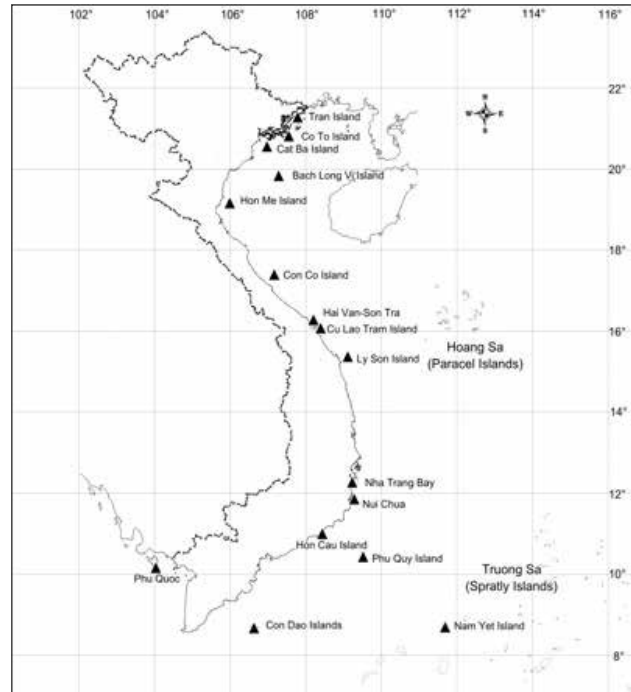 102°
104°
106°
108°
110°
112°
114°
116°
N
W E
S
22°
Tran Island
Co To Island
Cat Ba Island
20°
Bach Long Vi Island
Hon Me Island
18°
Con Co Island
Hai Van-Son Tra
Cu Lao Tram Island
16°
Hoang Sa
(Paracel Islands)
Ly Son Island
14°
Nha Trang Bay
12°
Nui Chua
Hon Cau Island
Phu Quy Island
10°
Phu Quoc
Truong Sa
(Spratly Islands)
Con Dao Islands
Nam Yet Island
8°